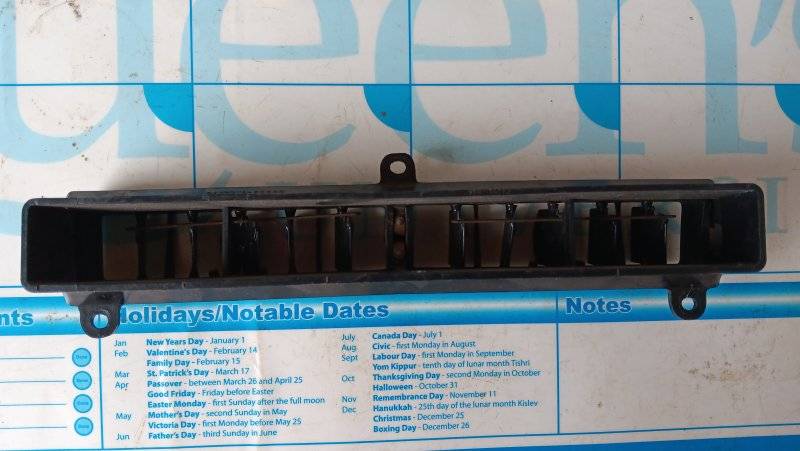 ueen's
nts
Holidays/Notable Dates
Notes
Jan New Years Day - January 1
Feb Valentine's Day - February 14
Family Day - February 15
Mar St. Patrick's Day - March 17
Apr Passover - between March 26 and April 25
Good Friday - Friday before Easter
Easter Monday - first Sunday after the full moon
May Mother's Day - second Sunday in May
Victoria Day - first Monday before May 25
Jun Father's Day - third Sunday in June
July Canada Day - July 1
Aug Civic - first Monday in August
Sept Labour Day - first Monday in September
Yom Kippur - tenth day of lunar month Tishri
Oct Thanksgiving Day - second Monday in October
Halloween - October 31
Nov Remembrance Day - November 11
Dec Hanukkah - 25th day of the lunar month Kislev
Christmas - December 25
Boxing Day - December 26